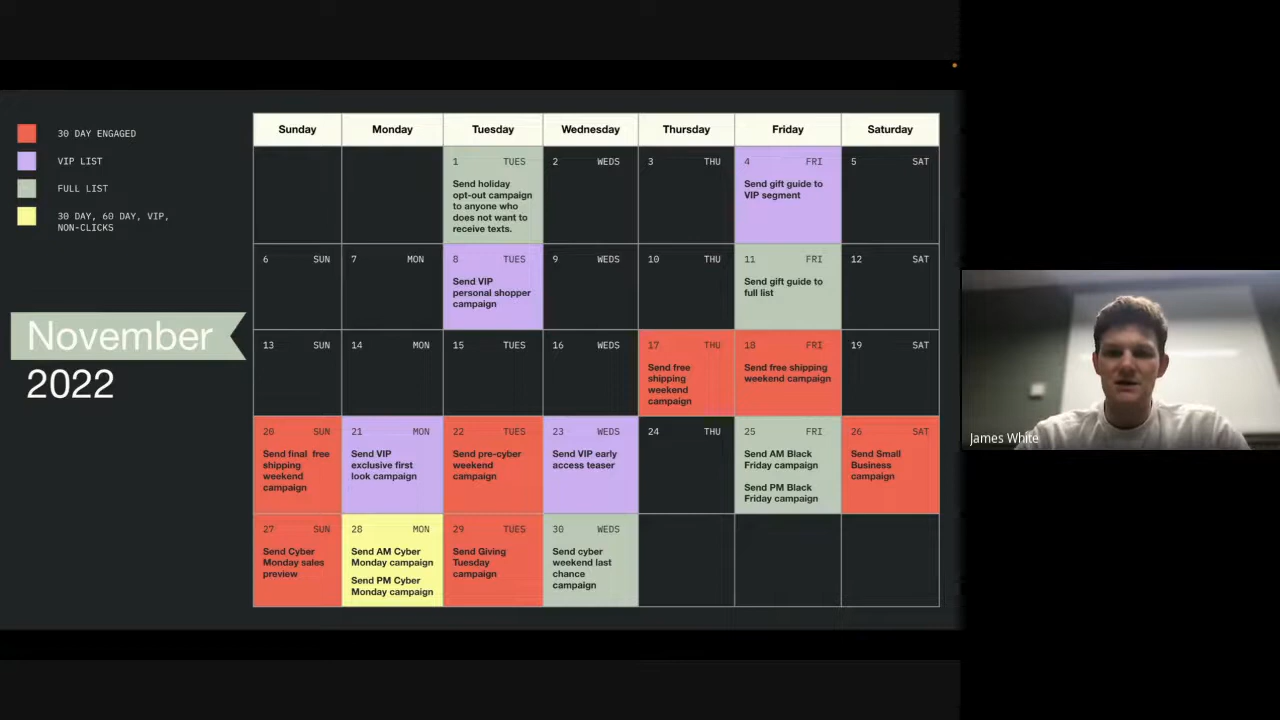 30 DAY ENGAGED
VIP LIST
FULL LIST
30 DAY, 60 DAY, VIP,
NON-CLICKS
November
2022
Sunday Monday Tuesday Wednesday Thursday Friday Saturday
1 TUES
Send holiday
opt-out campaign
to anyone who
does not want to
receive texts.
2 WEDS
3 THU
4 FRI
Send gift guide to
VIP segment
5 SAT
6 SUN
7 MON
8 TUES
Send VIP
personal shopper
campaign
9 WEDS
10 THU
11 FRI
Send gift guide to
full list
12 SAT
13 SUN
14 MON
15 TUES
16 WEDS
17 THU
Send free
shipping
weekend
campaign
18 FRI
Send free shipping
weekend campaign
19 SAT
20 SUN
Send final free
shipping
weekend
campaign
21 MON
Send VIP
exclusive first
look campaign
22 TUES
Send pre-cyber
weekend
campaign
23 WEDS
Send VIP early
access teaser
24 THU
25 FRI
Send AM Black
Friday campaign
Send PM Black
Friday campaign
26 SAT
Send Small
Business
campaign
27 SUN
Send Cyber
Monday sales
preview
28 MON
Send AM Cyber
Monday campaign
Send PM Cyber
Monday campaign
29 TUES
Send Giving
Tuesday
campaign
30 WEDS
Send cyber
weekend last
chance
campaign
James White